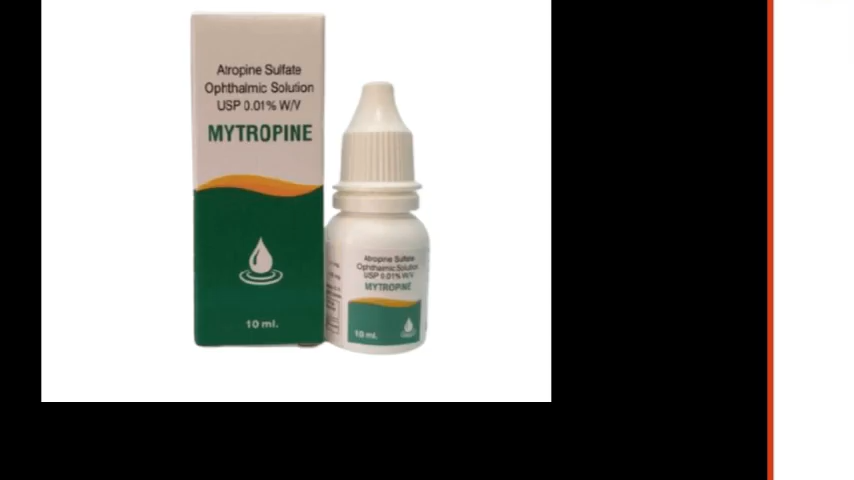 Atropine Sulfate
Ophthalmic Solution
USP 0.01% W/V
MYTROPINE
10 ml.
Atropine Sulfate
Ophthalmic Solution
USP 0.01% W/V
MYTROPINE
10 ml.